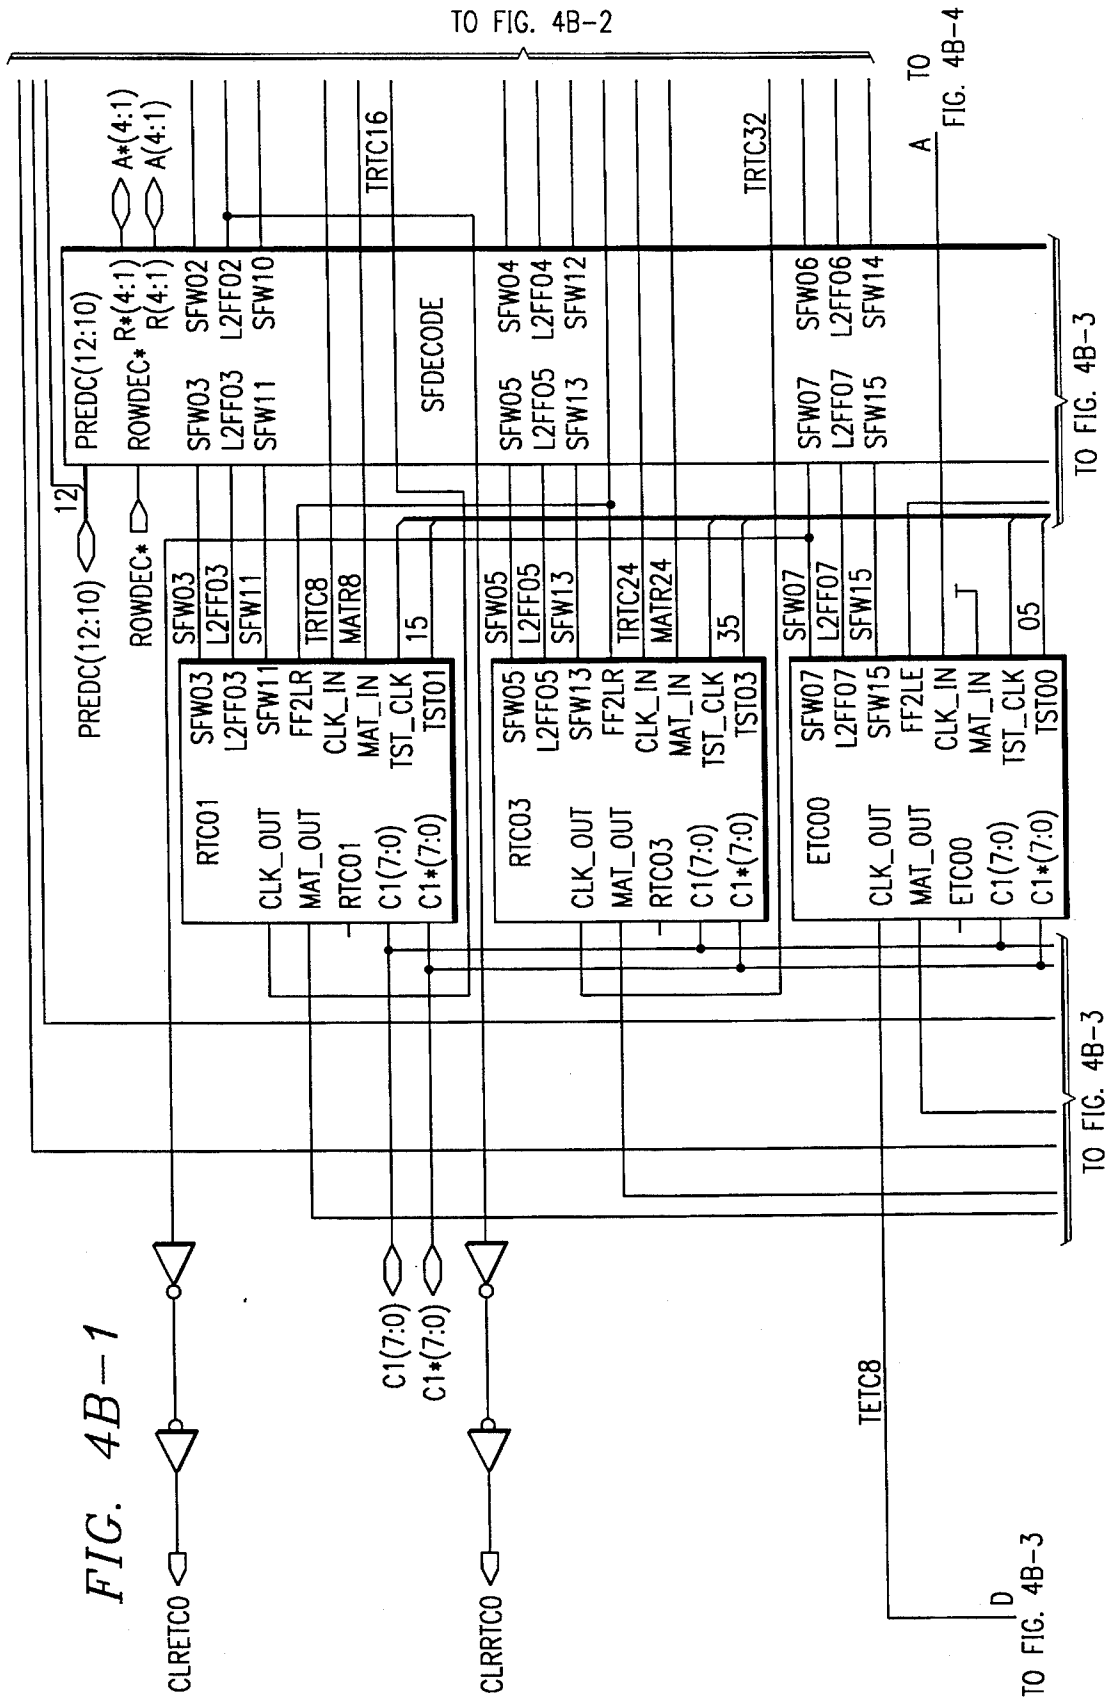 TO FIG. 4B-2
FIG. 4B-1
A TO
FIG. 4B-4
PREDC(12:10)
12
ROWDEC*
PREDC(12:10)
ROWDEC*
R*(4:1)
R(4:1)
A*(4:1)
A(4:1)
SFW03
L2FF03
SFW11
SFW02
L2FF02
SFW10
SFDECODE
SFW05
L2FF05
SFW13
SFW04
L2FF04
SFW12
SFW07
L2FF07
SFW15
SFW06
L2FF06
SFW14
TRTC16
TRTC32
SFW03
L2FF03
SFW11
TRTC8
MATR8
15
RTC01
SFW03
L2FF03
SFW11
FF2LR
CLK_IN
MAT_IN
TST_CLK
TST01
CLK_OUT
MAT_OUT
RTC01
C1(7:0)
C1*(7:0)
SFW05
L2FF05
SFW13
TRTC24
MATR24
35
RTC03
SFW05
L2FF05
SFW13
FF2LR
CLK_IN
MAT_IN
TST_CLK
TST03
CLK_OUT
MAT_OUT
RTC03
C1(7:0)
C1*(7:0)
SFW07
L2FF07
SFW15
05
ETC00
SFW07
L2FF07
SFW15
FF2LE
CLK_IN
MAT_IN
TST_CLK
TST00
CLK_OUT
MAT_OUT
ETC00
C1(7:0)
C1*(7:0)
CLRETC0
C1(7:0)
C1*(7:0)
CLRRTC0
TETC8
D
TO FIG. 4B-3
TO FIG. 4B-3
TO FIG. 4B-3